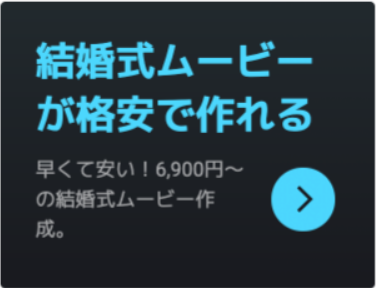 結婚式ムービー
が格安で作れる
早くて安い！6,900円〜
の結婚式ムービー作
成。